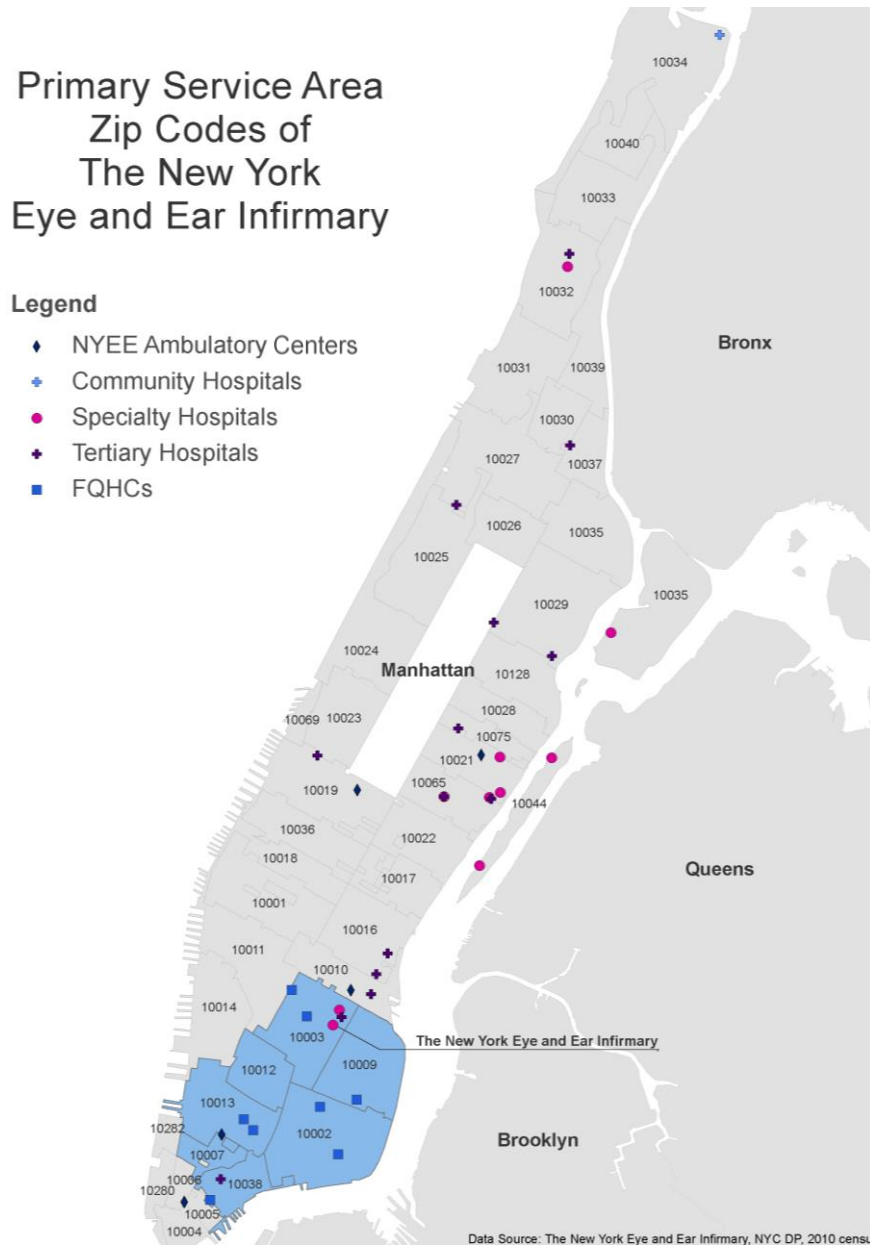 Primary Service Area
Zip Codes of
The New York
Eye and Ear Infirmary
Legend
NYEE Ambulatory Centers
Community Hospitals
Specialty Hospitals
Tertiary Hospitals
FQHCs
10034
10040
10033
10032
Bronx
10031
10039
10030
10027
10037
10026
10035
10025
10029
10035
10024
Manhattan
10128
10028
10069
10023
10075
10021
10065
10019
10044
10036
10022
10018
10017
Queens
10001
10016
10011
10010
10014
10003
The New York Eye and Ear Infirmary
10009
10012
10013
10002
10282
Brooklyn
10007
10006
10038
10280
10005
10004
Data Source: The New York Eye and Ear Infirmary, NYC DP, 2010 censu